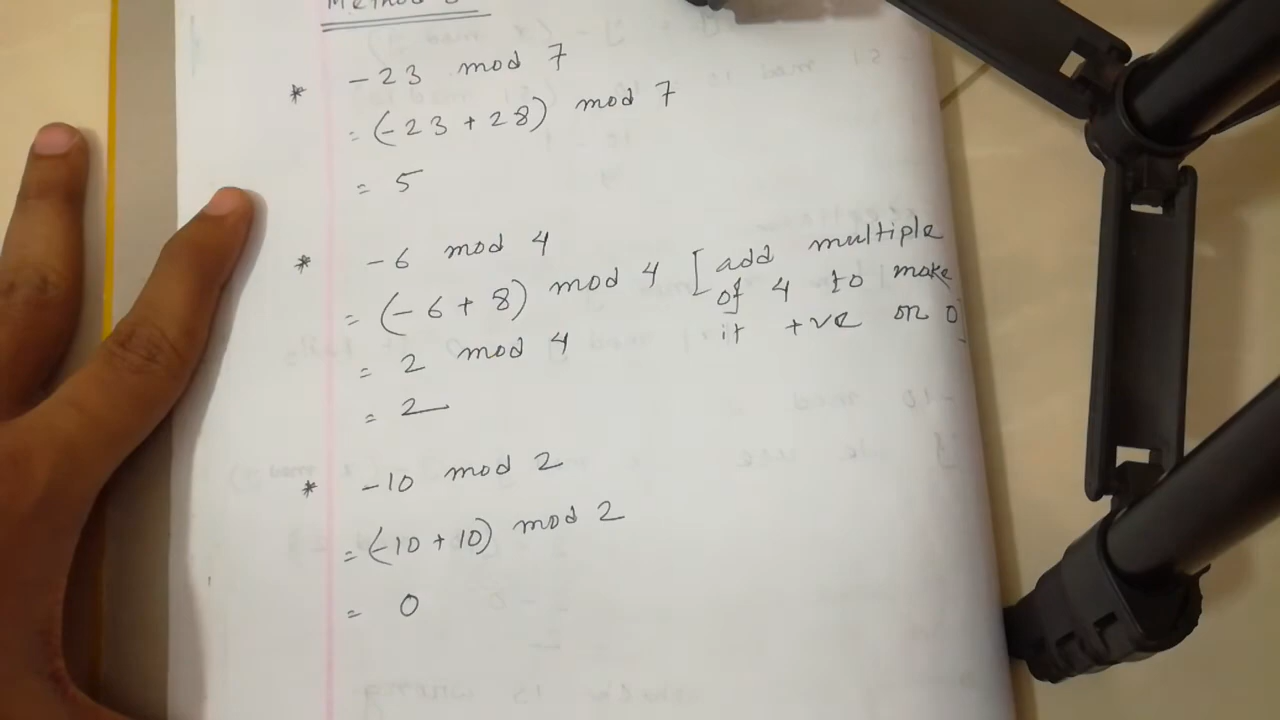 Method
* -23 mod 7
= (-23 + 28) mod 7
= 5
* -6 mod 4
= (-6 + 8) mod 4 [add multiple of 4 to make it +ve or 0]
= 2 mod 4
= 2
* -10 mod 2
= (-10 + 10) mod 2
= 0